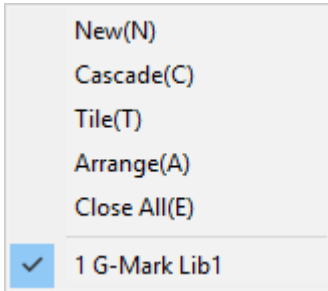 New(N)
Cascade(C)
Tile(T)
Arrange(A)
Close All(E)
1 G-Mark Lib1